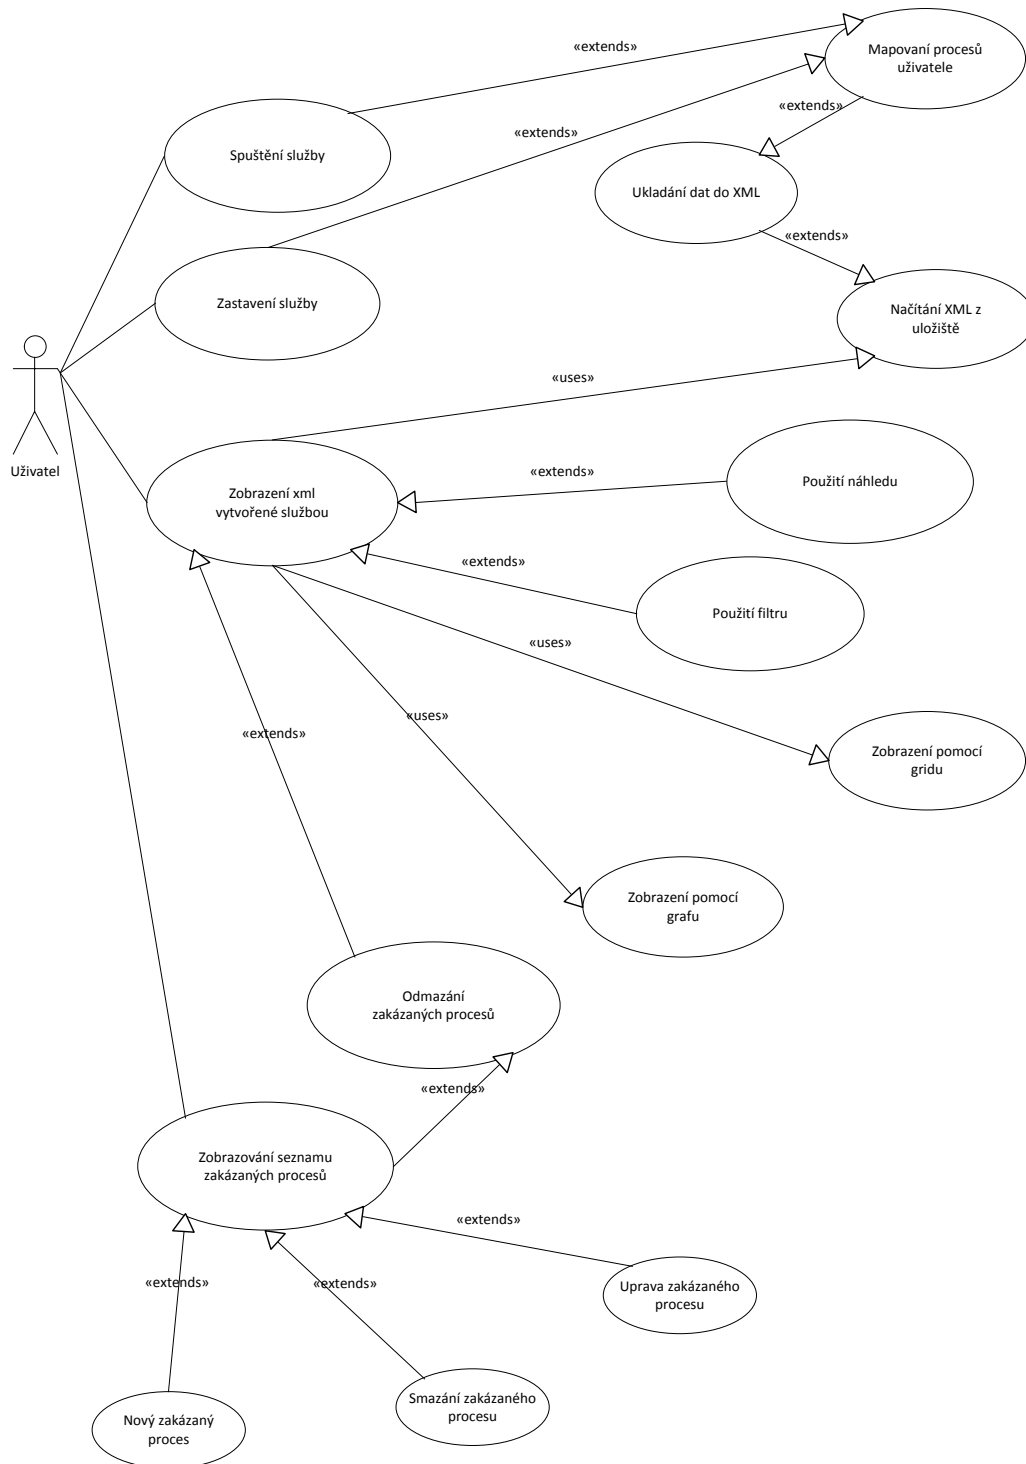 «extends»
Mapovaní procesů
uživatele
«extends»
«extends»
Spuštění služby
Ukladání dat do XML
«extends»
Zastavení služby
Načítání XML z
uložiště
«uses»
Uživatel
«extends»
Použití náhledu
Zobrazení xml
vytvořené službou
«extends»
Použití filtru
«uses»
«uses»
«extends»
Zobrazení pomocí
gridu
Zobrazení pomocí
grafu
Odmazání
zakázaných procesů
«extends»
Zobrazování seznamu
zakázaných procesů
«extends»
«extends»
«extends»
Uprava zakázaného
procesu
Smazání zakázaného
procesu
Nový zakázaný
proces